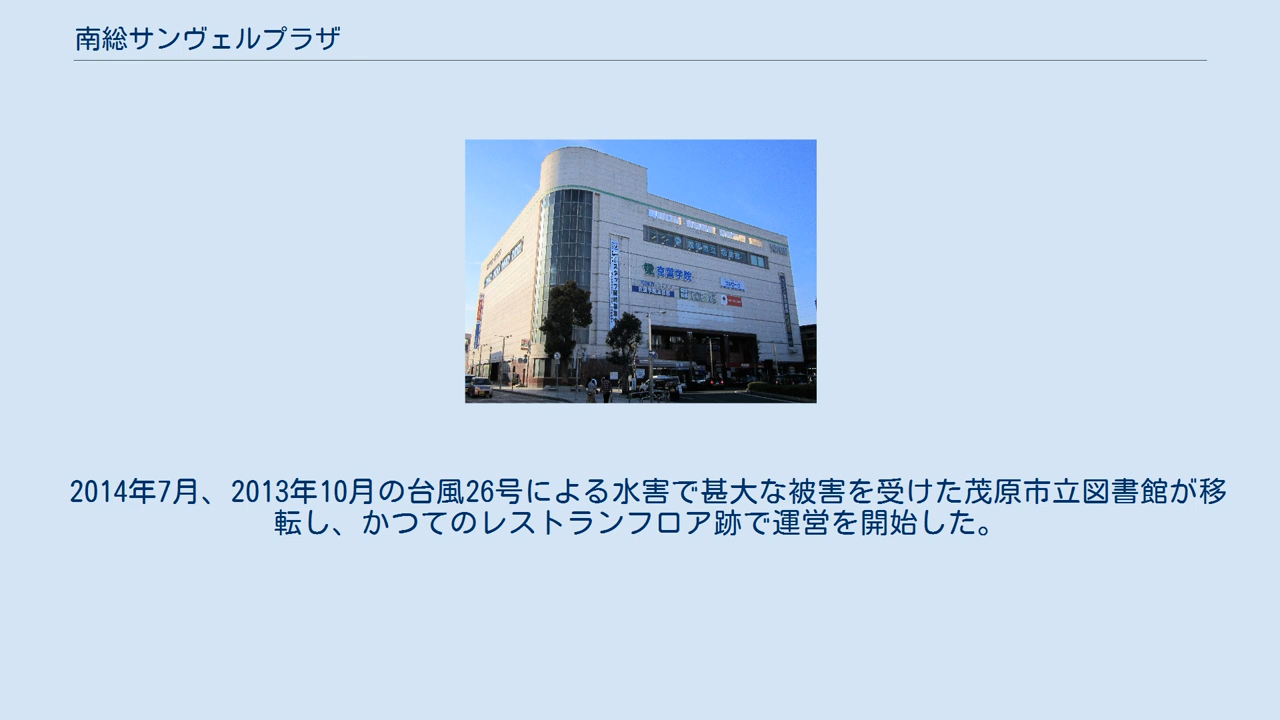 南総サンヴェルプラザ
2014年7月、2013年10月の台風26号による水害で甚大な被害を受けた茂原市立図書館が移
転し、かつてのレストランフロア跡で運営を開始した。